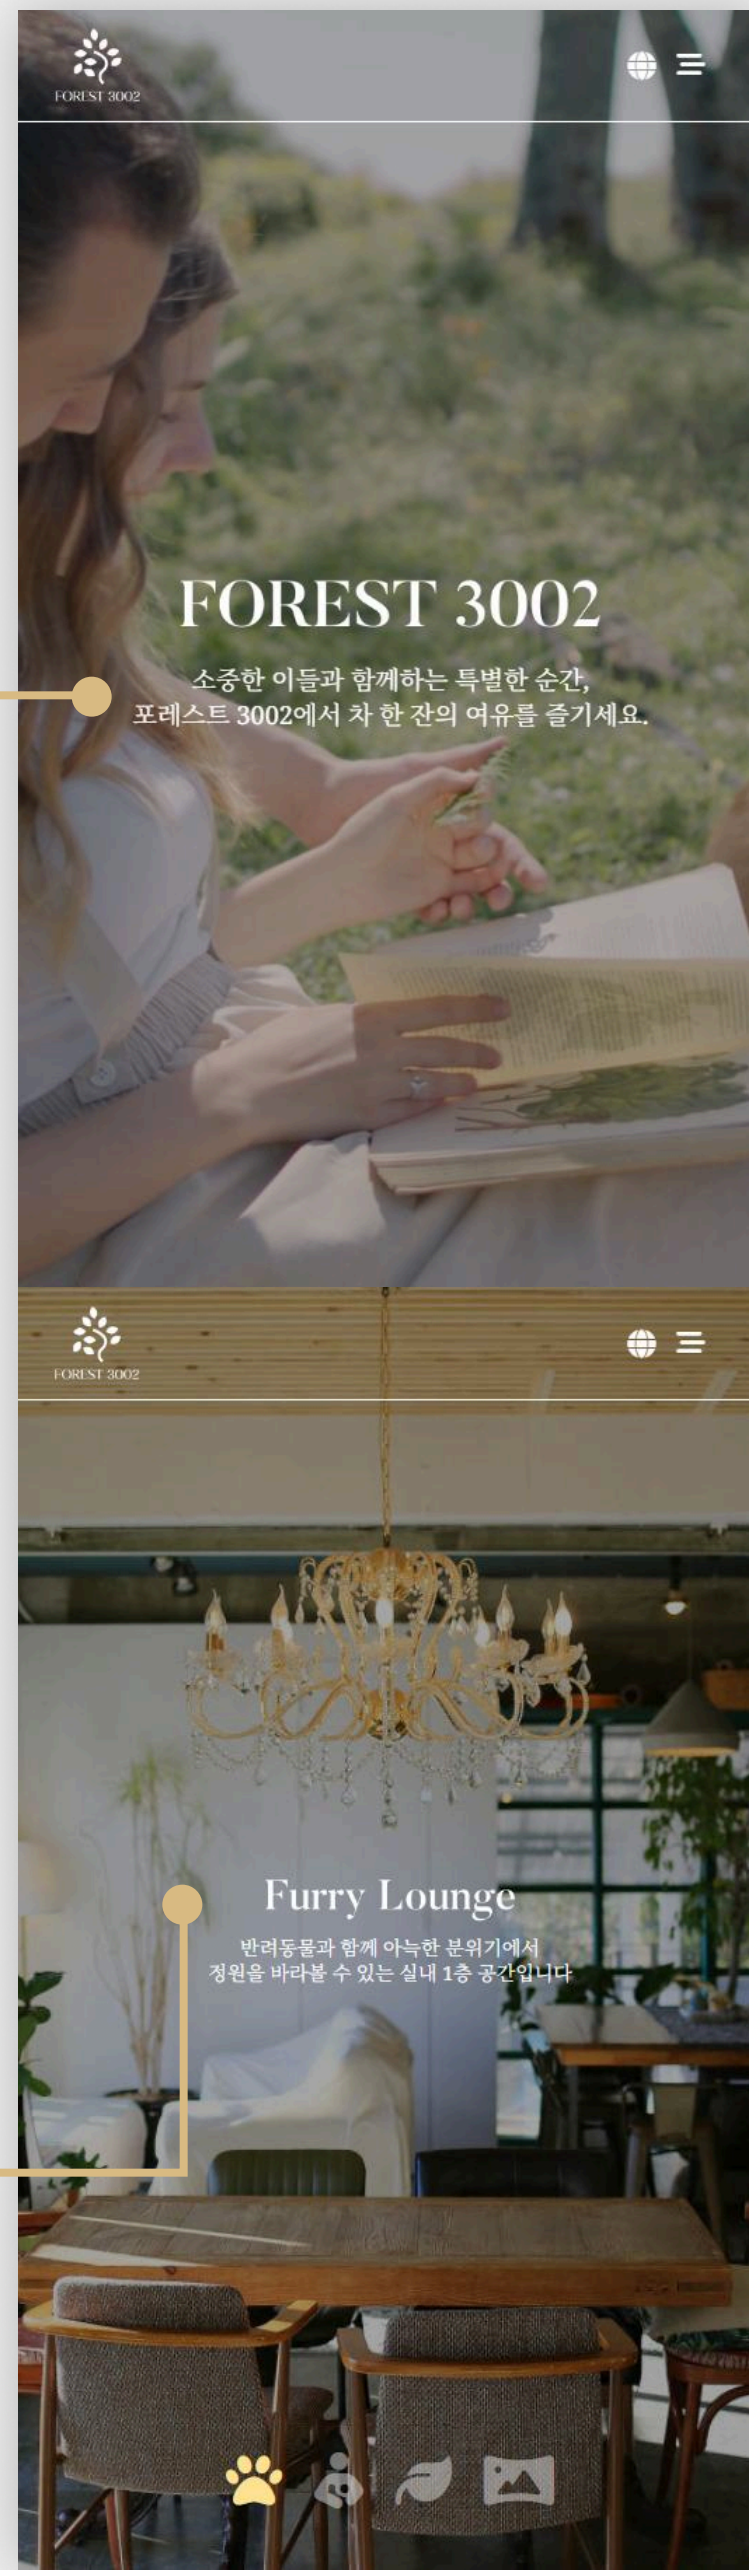 FOREST 3002
FOREST 3002
소중한 이들과 함께하는 특별한 순간,
포레스트 3002에서 차 한 잔의 여유를 즐기세요.
FOREST 3002
Furry Lounge
반려동물과 함께 아늑한 분위기에서
정원을 바라볼 수 있는 실내 1층 공간입니다